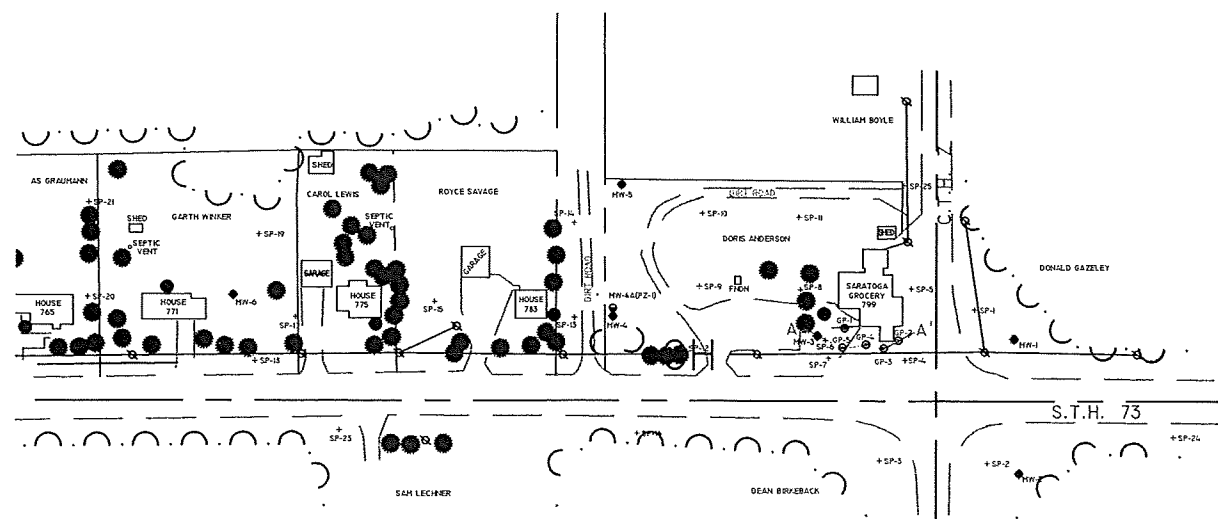 WILLIAM BOYLE
SHED
AS GRAUMANN
CAROL LEWIS
ROYCE SAVAGE
MW-5
DIRT ROAD
SP-25
SP-21
GARTH WINKER
SP-14
SP-10
SP-11
SHED
SEPTIC
VENT
SHED
SEPTIC
VENT
SP-19
DORIS ANDERSON
DIRT ROAD
GARAGE
GARAGE
DONALD GAZELEY
SP-20
HOUSE
765
HOUSE
771
MW-6
HOUSE
775
SP-15
HOUSE
783
MW-4A(PZ-1)
MW-4
SP-9
FNDN
SP-8
SARATOGA
GROCERY
799
SP-5
SP-1
SP-13
GP-1
A
A'
MW-3
GP-5
GP-4
GP-2
SP-6
SP-7
GP-3
SP-4
MW-1
SP-18
SP-12
S.T.H. 73
SP-23
SP-3
SP-2
SP-24
SAM LECHNER
DEAN BIRKEBACK